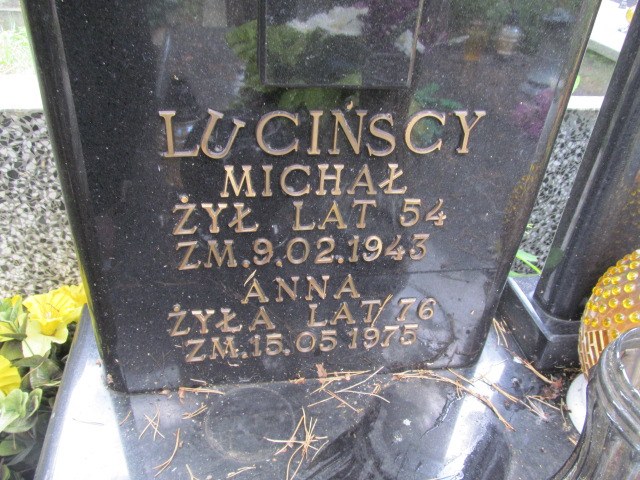 LUCIŃSCY
MICHAŁ
ŻYŁ LAT 54
ZM.9.02.1943
ANNA
ŻYŁA LAT 76
ZM.15.05.1975